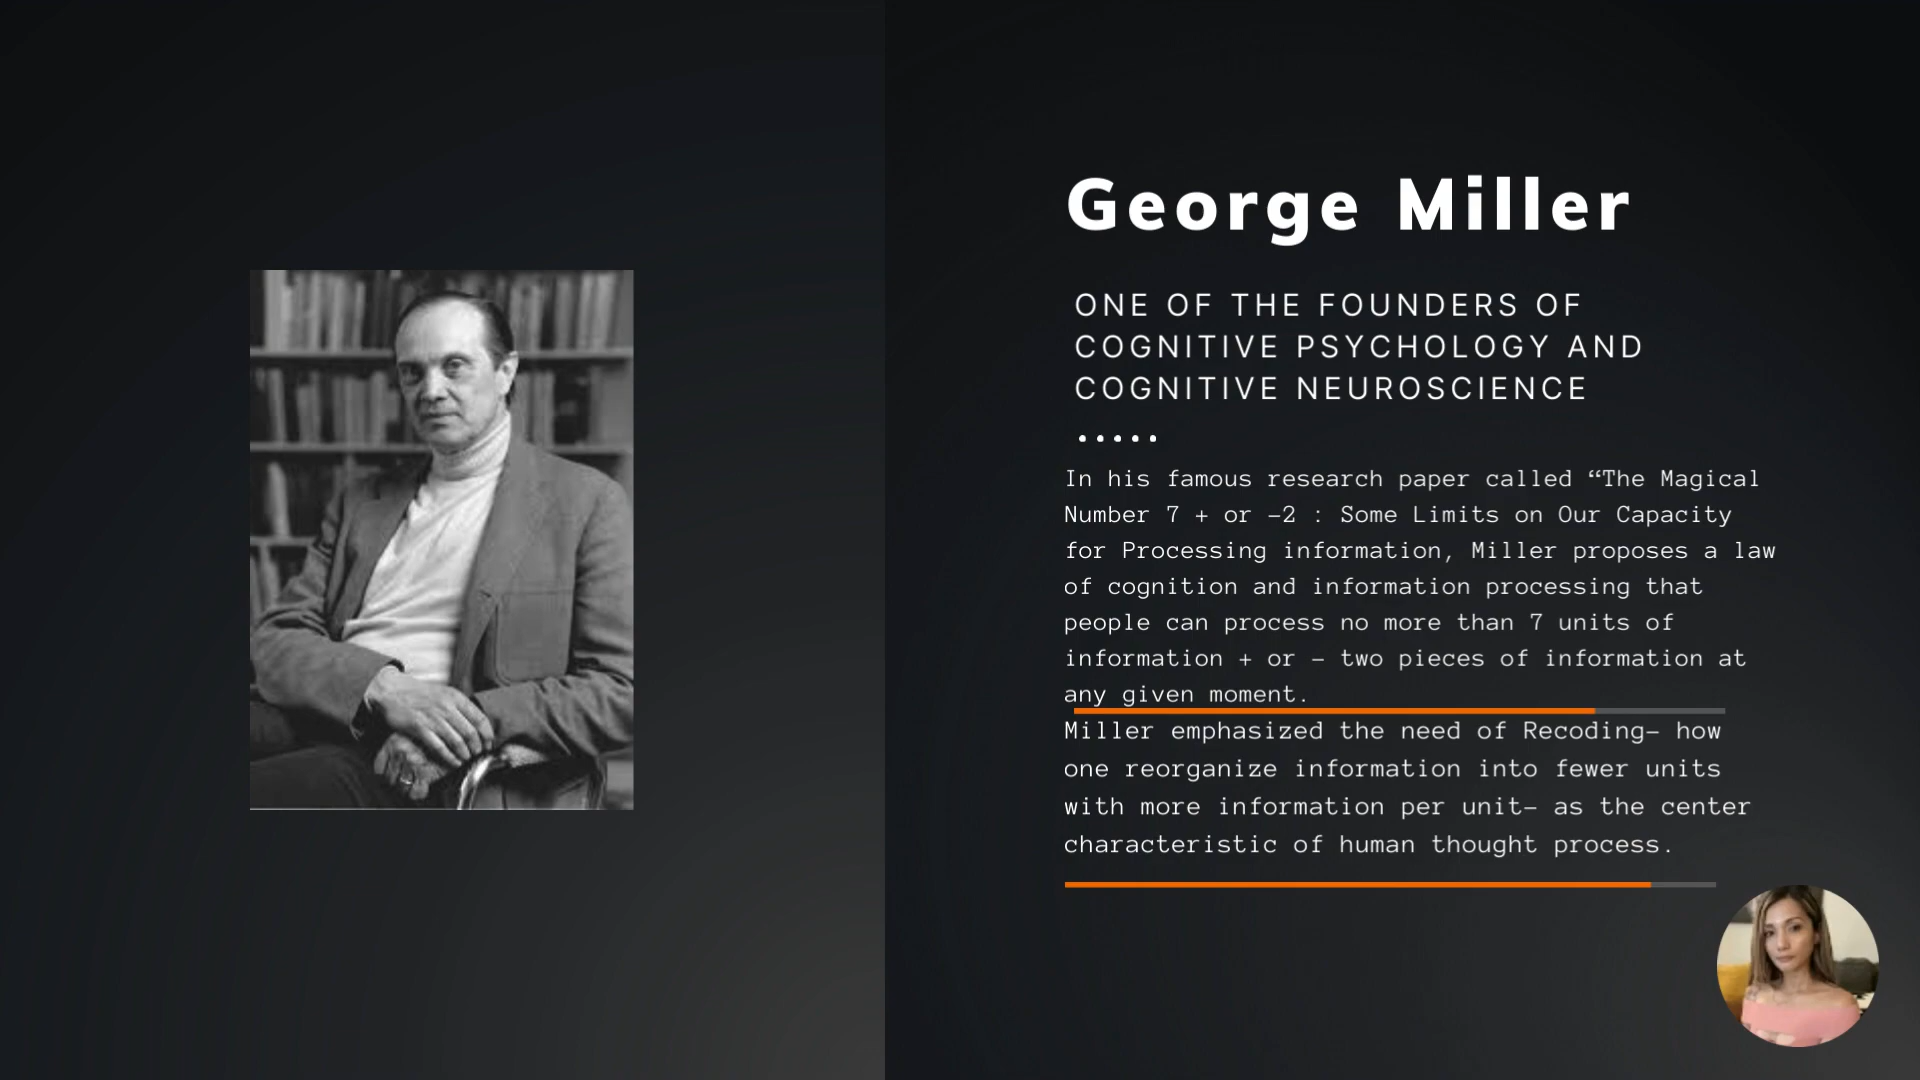 George Miller
ONE OF THE FOUNDERS OF
COGNITIVE PSYCHOLOGY AND
COGNITIVE NEUROSCIENCE
.....
In his famous research paper called “The Magical
Number 7 + or -2 : Some Limits on Our Capacity
for Processing information, Miller proposes a law
of cognition and information processing that
people can process no more than 7 units of
information + or - two pieces of information at
any given moment.
Miller emphasized the need of Recoding- how
one reorganize information into fewer units
with more information per unit- as the center
characteristic of human thought process.